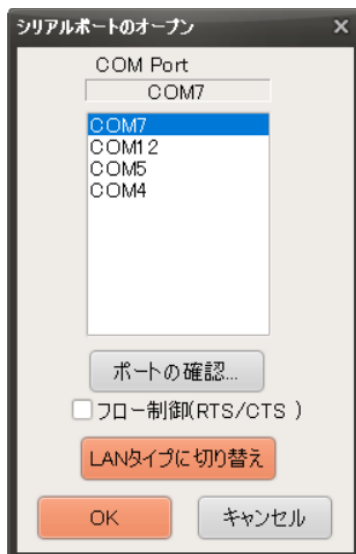 シリアルポートのオープン
COM Port
COM7
COM7
COM12
COM5
COM4
ポートの確認...
フロー制御(RTS/CTS )
LANタイプに切り替え
OK
キャンセル